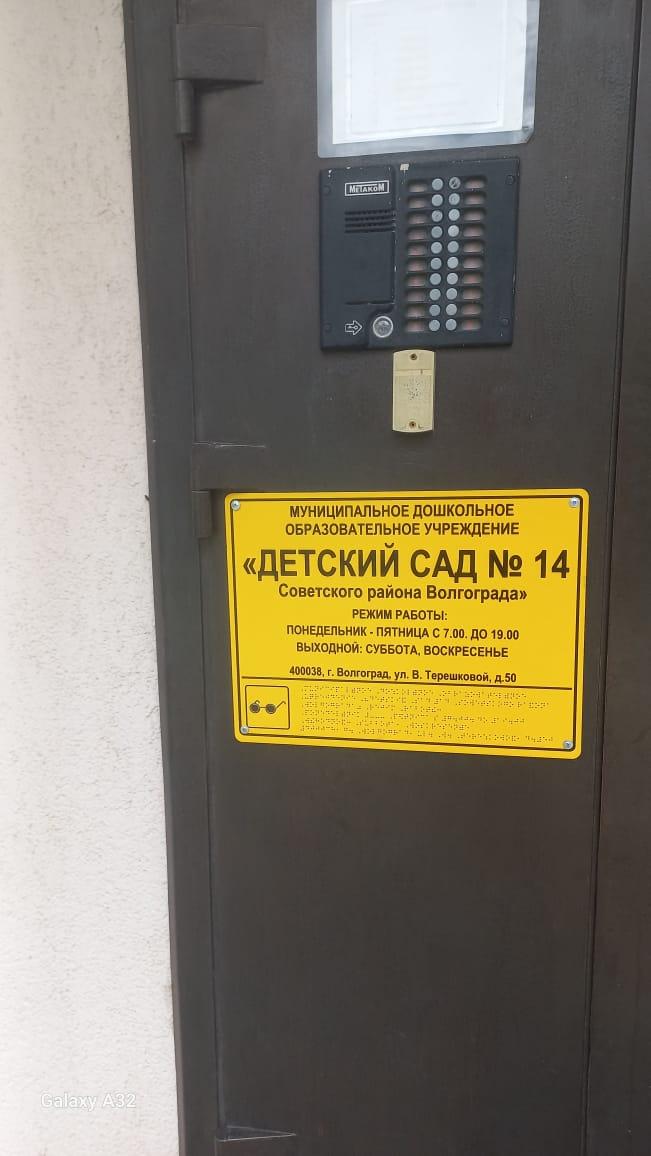 МЕТАКОМ
МУНИЦИПАЛЬНОЕ ДОШКОЛЬНОЕ
ОБРАЗОВАТЕЛЬНОЕ УЧРЕЖДЕНИЕ
«ДЕТСКИЙ САД № 14
Советского района Волгограда»
РЕЖИМ РАБОТЫ:
ПОНЕДЕЛЬНИК - ПЯТНИЦА С 7.00. ДО 19.00
ВЫХОДНОЙ: СУББОТА, ВОСКРЕСЕНЬЕ
400038, г. Волгоград, ул. В. Терешковой, д.50
Galaxy A32